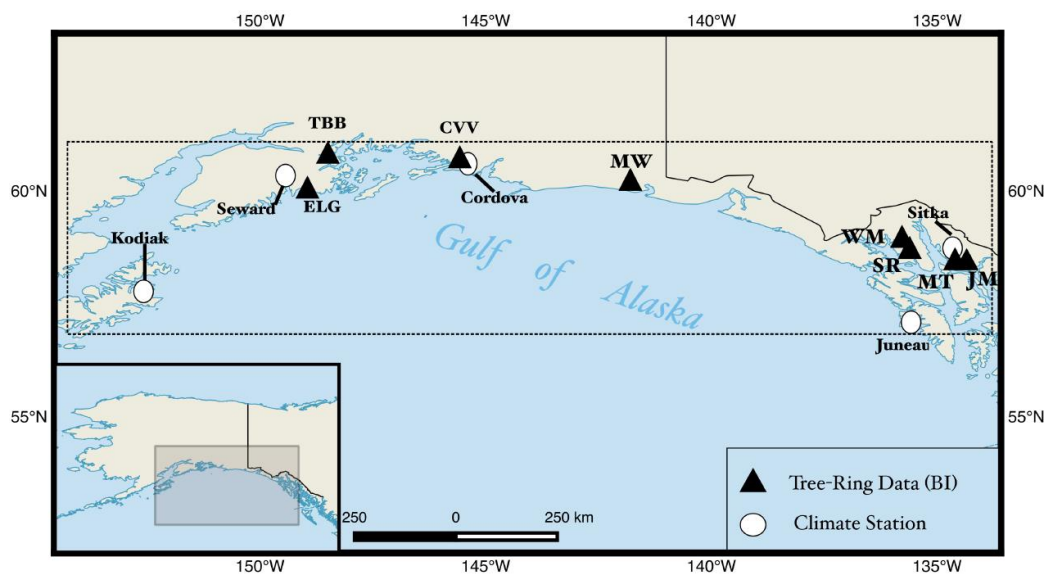 150°W 145°W 140°W 135°W
TBB
CVV
MW
60°N
60°N
Seward
ELG
Cordova
Sitka
Kodiak
WM
SR
MT
JM
Gulf of Alaska
Juneau
55°N
55°N
250 0 250 km
Tree-Ring Data (BI)
Climate Station
150°W 145°W 140°W 135°W